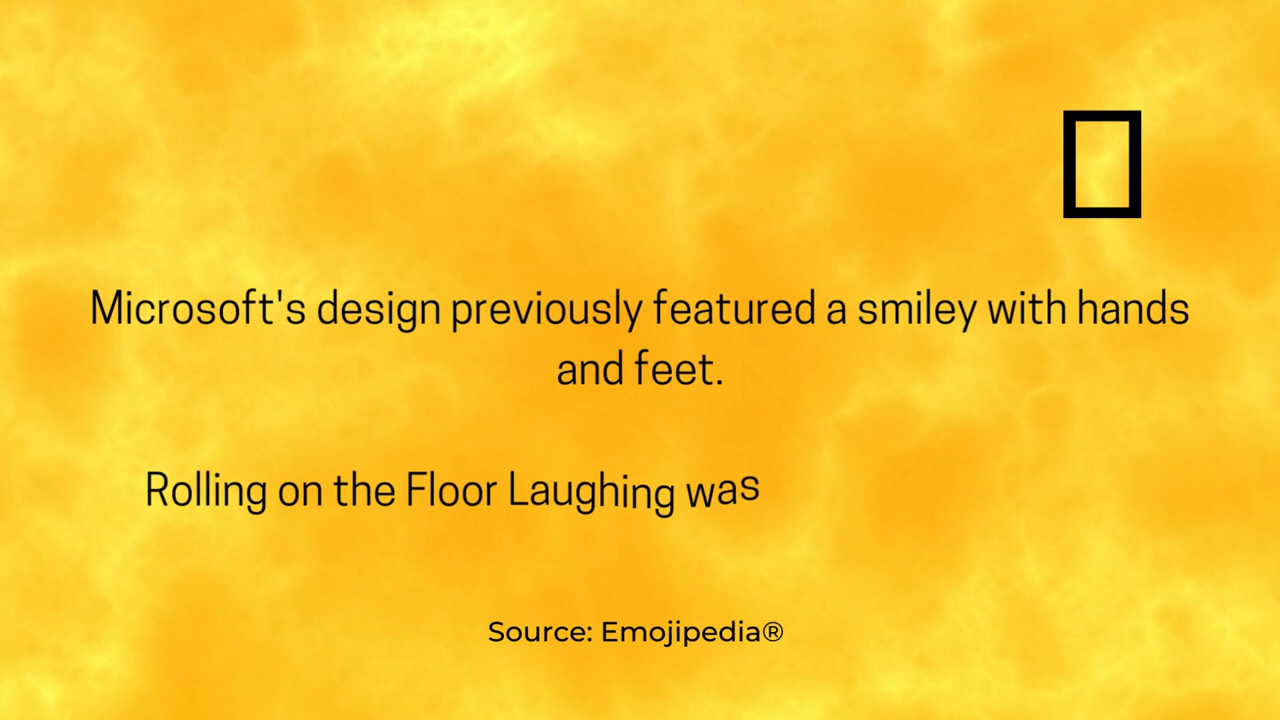 Microsoft's design previously featured a smiley with hands
and feet.
Rolling on the Floor Laughing was
Source: Emojipedia®